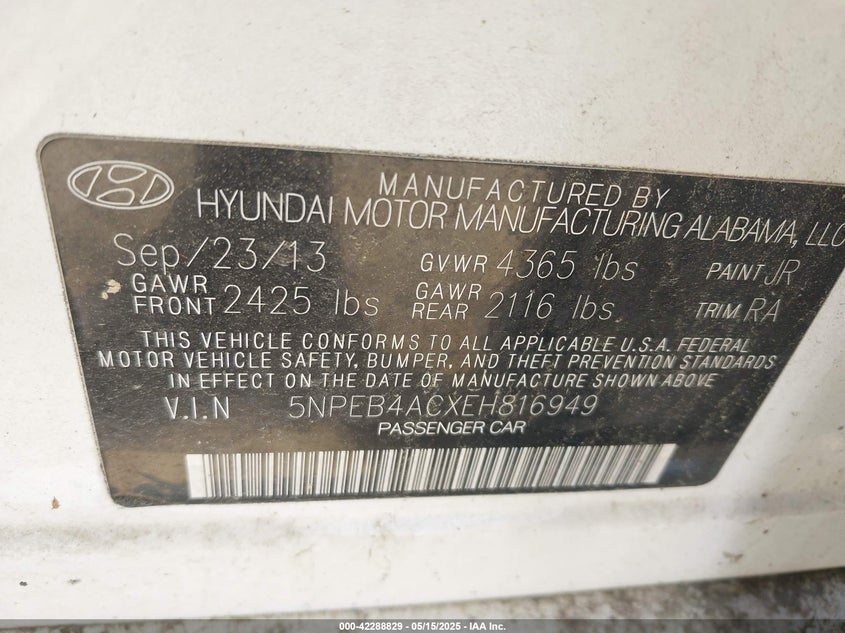 MANUFACTURED BY
HYUNDAI MOTOR MANUFACTURING ALABAMA, LLC
Sep/23/13 GVWR 4365 lbs PAINT JR
GAWR FRONT 2425 lbs GAWR REAR 2116 lbs TRIM RA
THIS VEHICLE CONFORMS TO ALL APPLICABLE U.S.A. FEDERAL
MOTOR VEHICLE SAFETY, BUMPER, AND THEFT PREVENTION STANDARDS
IN EFFECT ON THE DATE OF MANUFACTURE SHOWN ABOVE
V.I.N 5NPEB4ACXEH816949
PASSENGER CAR
000-42288829 - 05/15/2025 - IAA Inc.